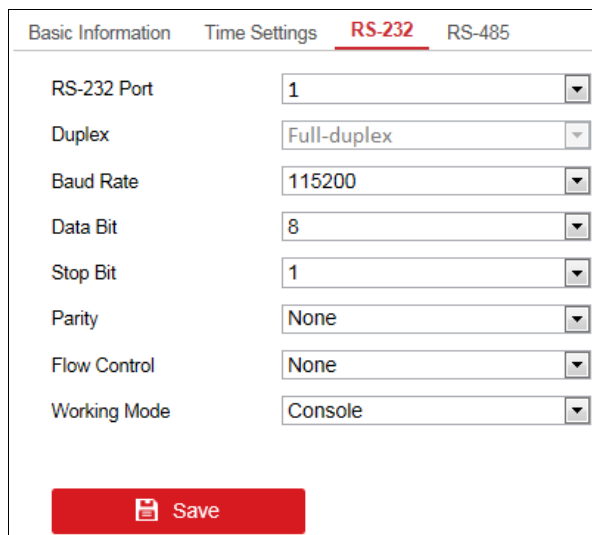 Basic Information Time Settings RS-232 RS-485
RS-232 Port 1
Duplex Full-duplex
Baud Rate 115200
Data Bit 8
Stop Bit 1
Parity None
Flow Control None
Working Mode Console
Save